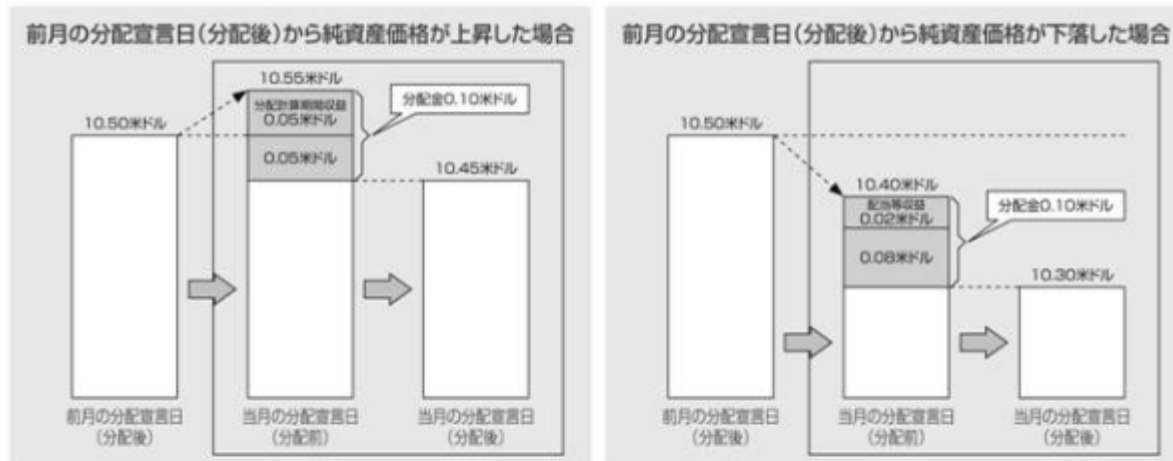 前月の分配宣言日(分配後)から純資産価格が上昇した場合
10.55米ドル
分配計算期間収益
0.05米ドル
分配金0.10米ドル
10.50米ドル
0.05米ドル
10.45米ドル
前月の分配宣言日
(分配後)
当月の分配宣言日
(分配前)
当月の分配宣言日
(分配後)
前月の分配宣言日(分配後)から純資産価格が下落した場合
10.50米ドル
10.40米ドル
配当等収益
0.02米ドル
分配金0.10米ドル
0.08米ドル
10.30米ドル
前月の分配宣言日
(分配後)
当月の分配宣言日
(分配前)
当月の分配宣言日
(分配後)